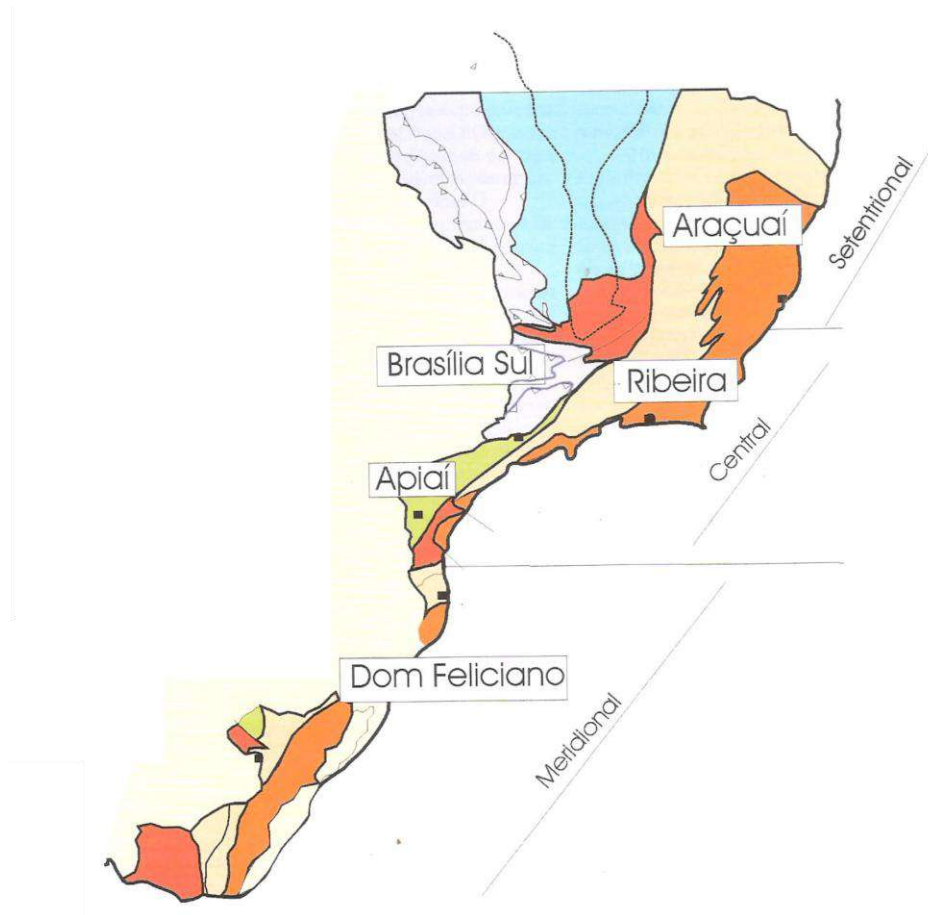 Araçuaí
Setentrional
Brasília Sul
Ribeira
Central
Apiaí
Dom Feliciano
Meridional